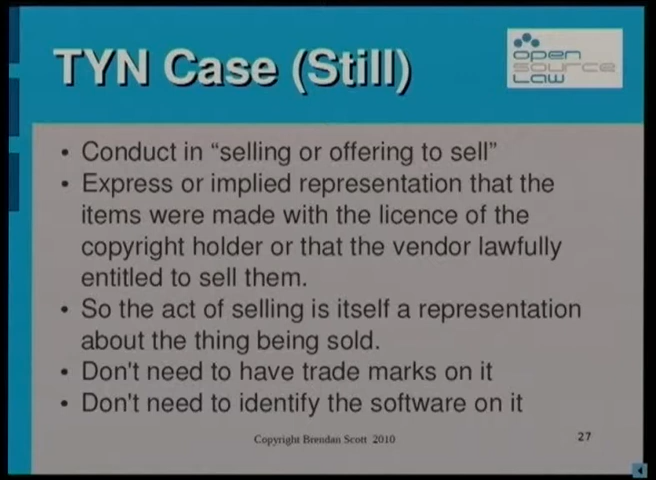 TYN Case (Still)
open
source
Law
• Conduct in “selling or offering to sell”
• Express or implied representation that the
items were made with the licence of the
copyright holder or that the vendor lawfully
entitled to sell them.
• So the act of selling is itself a representation
about the thing being sold.
• Don't need to have trade marks on it
• Don't need to identify the software on it
Copyright Brendan Scott 2010
27